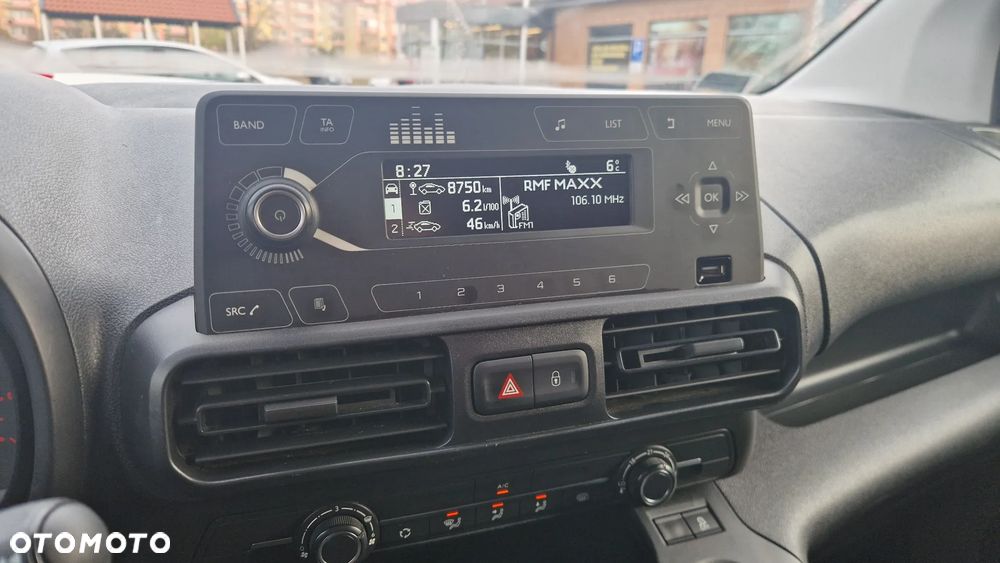 BAND
TA
INFO
LIST
MENU
8:27
6°C
8750 km
1
6.2 l/100
2
46 km/h
RMF MAXX
106.10 MHz
FM1
OK
1 2 3 4 5 6
SRC
A/C
3
OTOMOTO